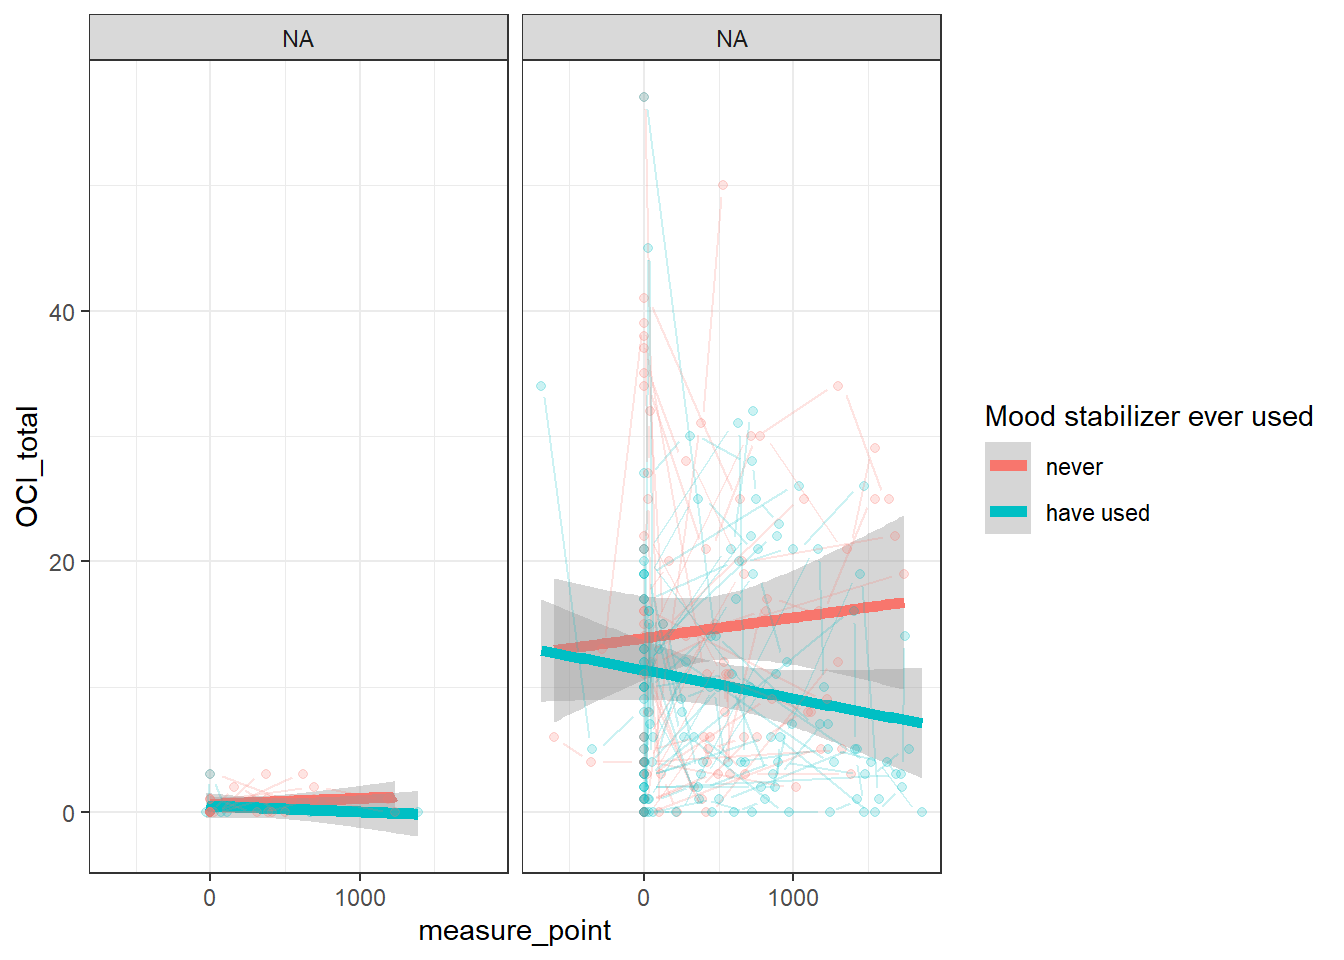 NA
NA
40
20
0
0
1000
0
1000
OCI_total
measure_point
Mood stabilizer ever used
never
have used